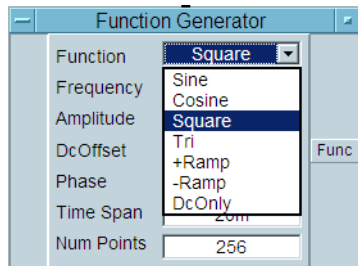 Function Generator
Function Square
Frequency Sine
Cosine
Amplitude Square
Tri
DcOffset +Ramp
Func
Phase -Ramp
DcOnly
Time Span
Num Points 256